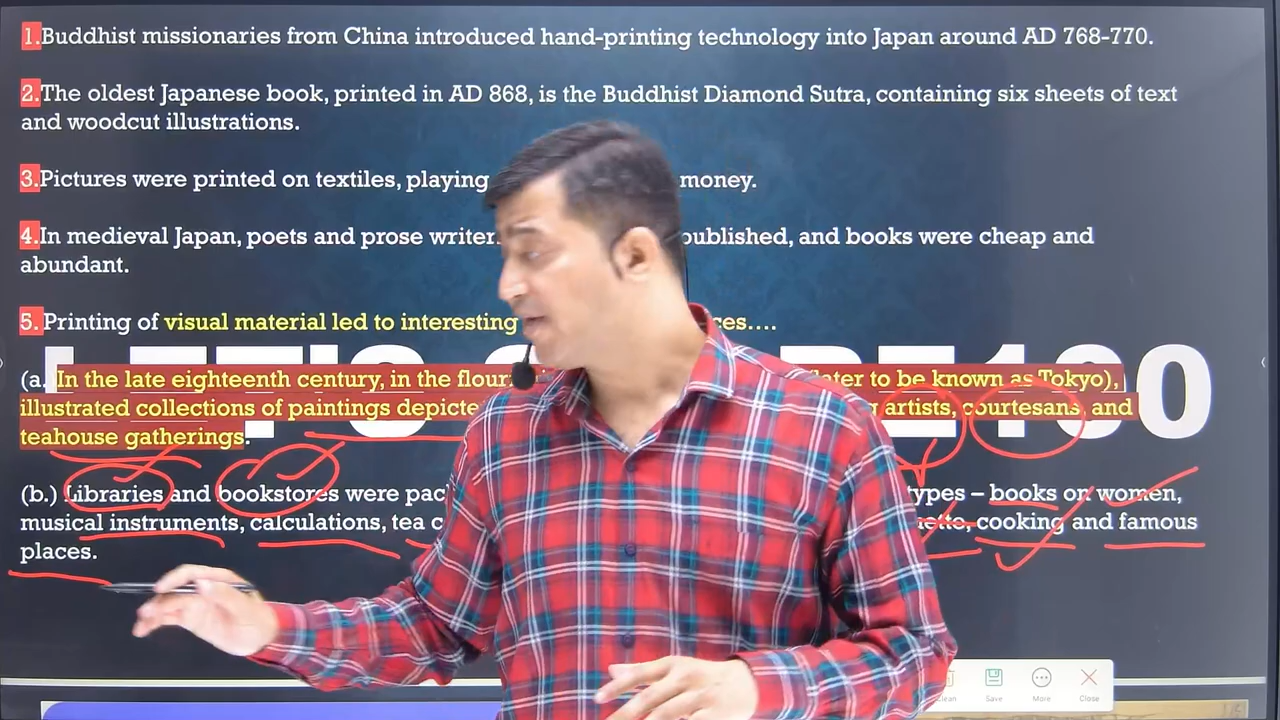 1.Buddhist missionaries from China introduced hand-printing technology into Japan around AD 768-770.
2.The oldest Japanese book, printed in AD 868, is the Buddhist Diamond Sutra, containing six sheets of text
and woodcut illustrations.
3.Pictures were printed on textiles, playing money.
4.In medieval Japan, poets and prose published, and books were cheap and
abundant.
5. Printing of visual material led to interesting
(a. In the late eighteenth century, in the later to be known as Tokyo),
illustrated collections of paintings artists, courtesans, and
teahouse gatherings.
(b.) Libraries and bookstores were types – books on women,
musical instruments, calculations, tea cooking and famous
places.
Save More Close